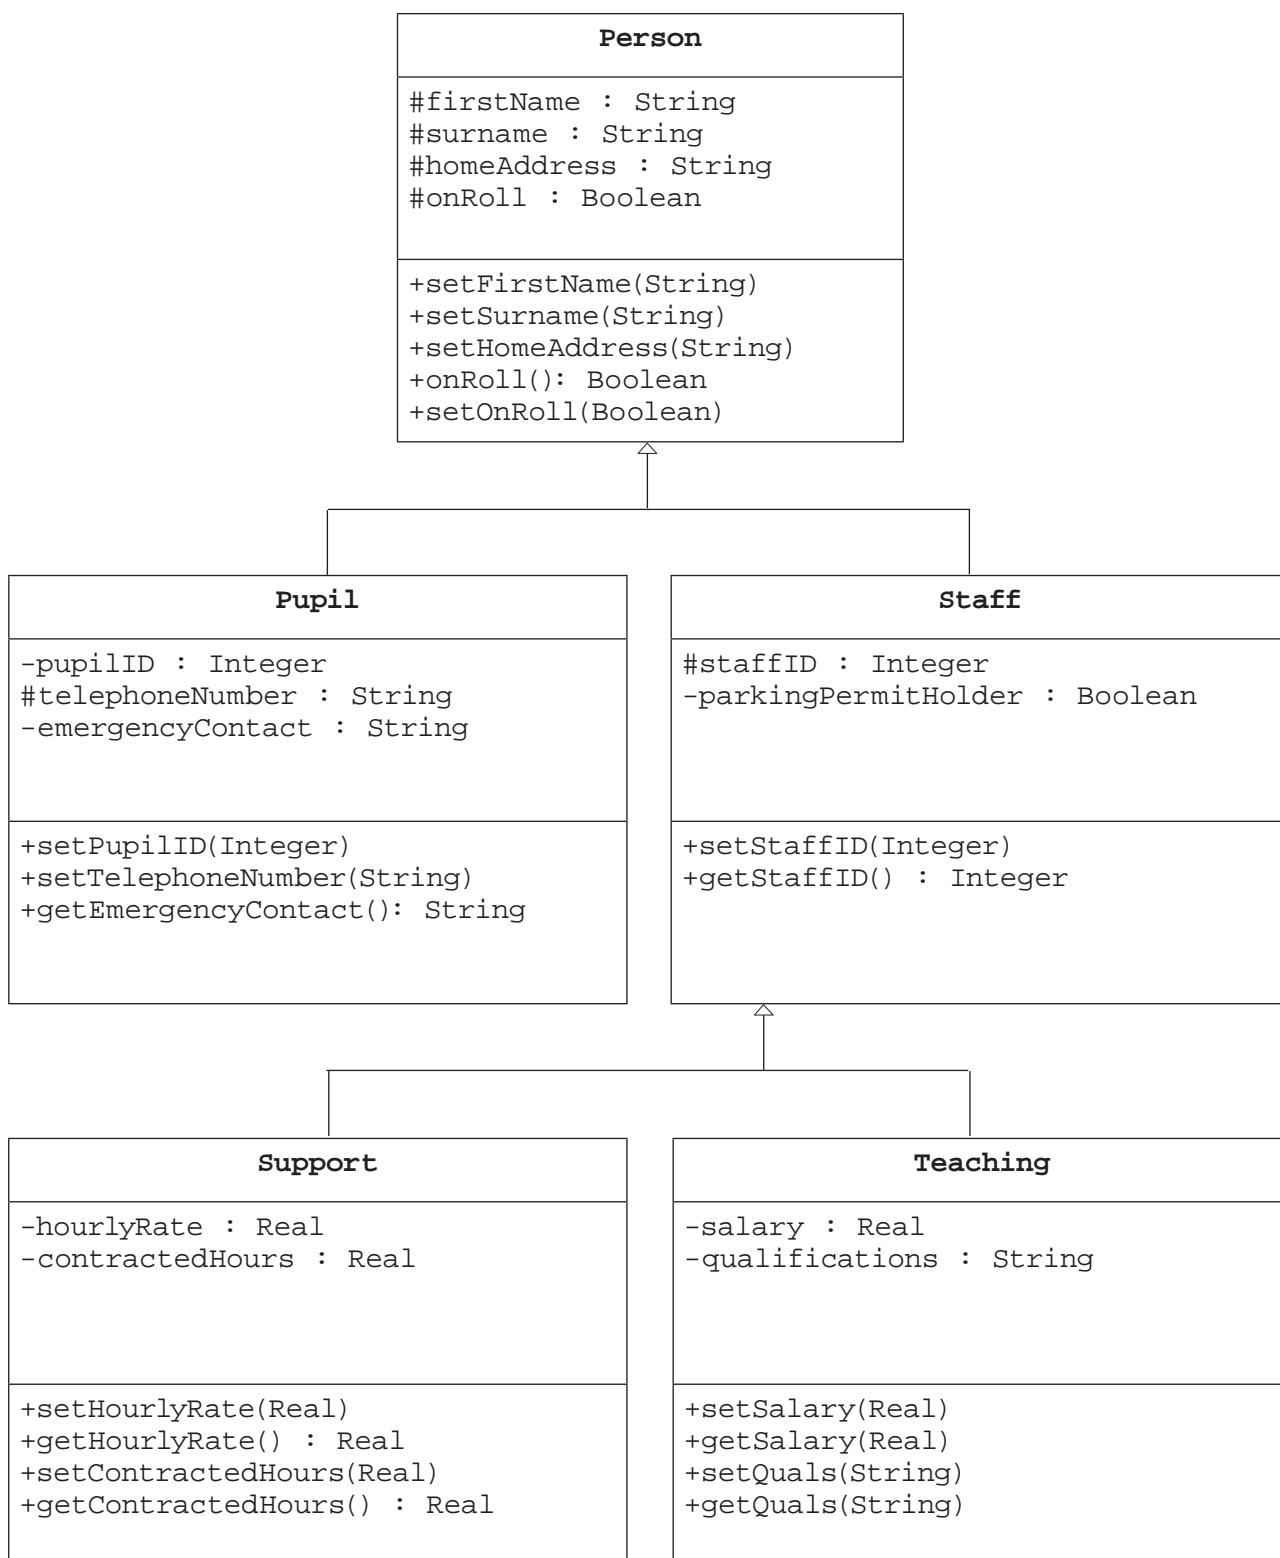 Person
#firstName : String
#surname : String
#homeAddress : String
#onRoll : Boolean
+setFirstName(String)
+setSurname(String)
+setHomeAddress(String)
+onRoll(): Boolean
+setOnRoll(Boolean)
Pupil
-pupilID : Integer
#telephoneNumber : String
-emergencyContact : String
+setPupilID(Integer)
+setTelephoneNumber(String)
+getEmergencyContact(): String
Staff
#staffID : Integer
-parkingPermitHolder : Boolean
+setStaffID(Integer)
+getStaffID() : Integer
Support
-hourlyRate : Real
-contractedHours : Real
+setHourlyRate(Real)
+getHourlyRate() : Real
+setContractedHours(Real)
+getContractedHours() : Real
Teaching
-salary : Real
-qualifications : String
+setSalary(Real)
+getSalary(Real)
+setQuals(String)
+getQuals(String)